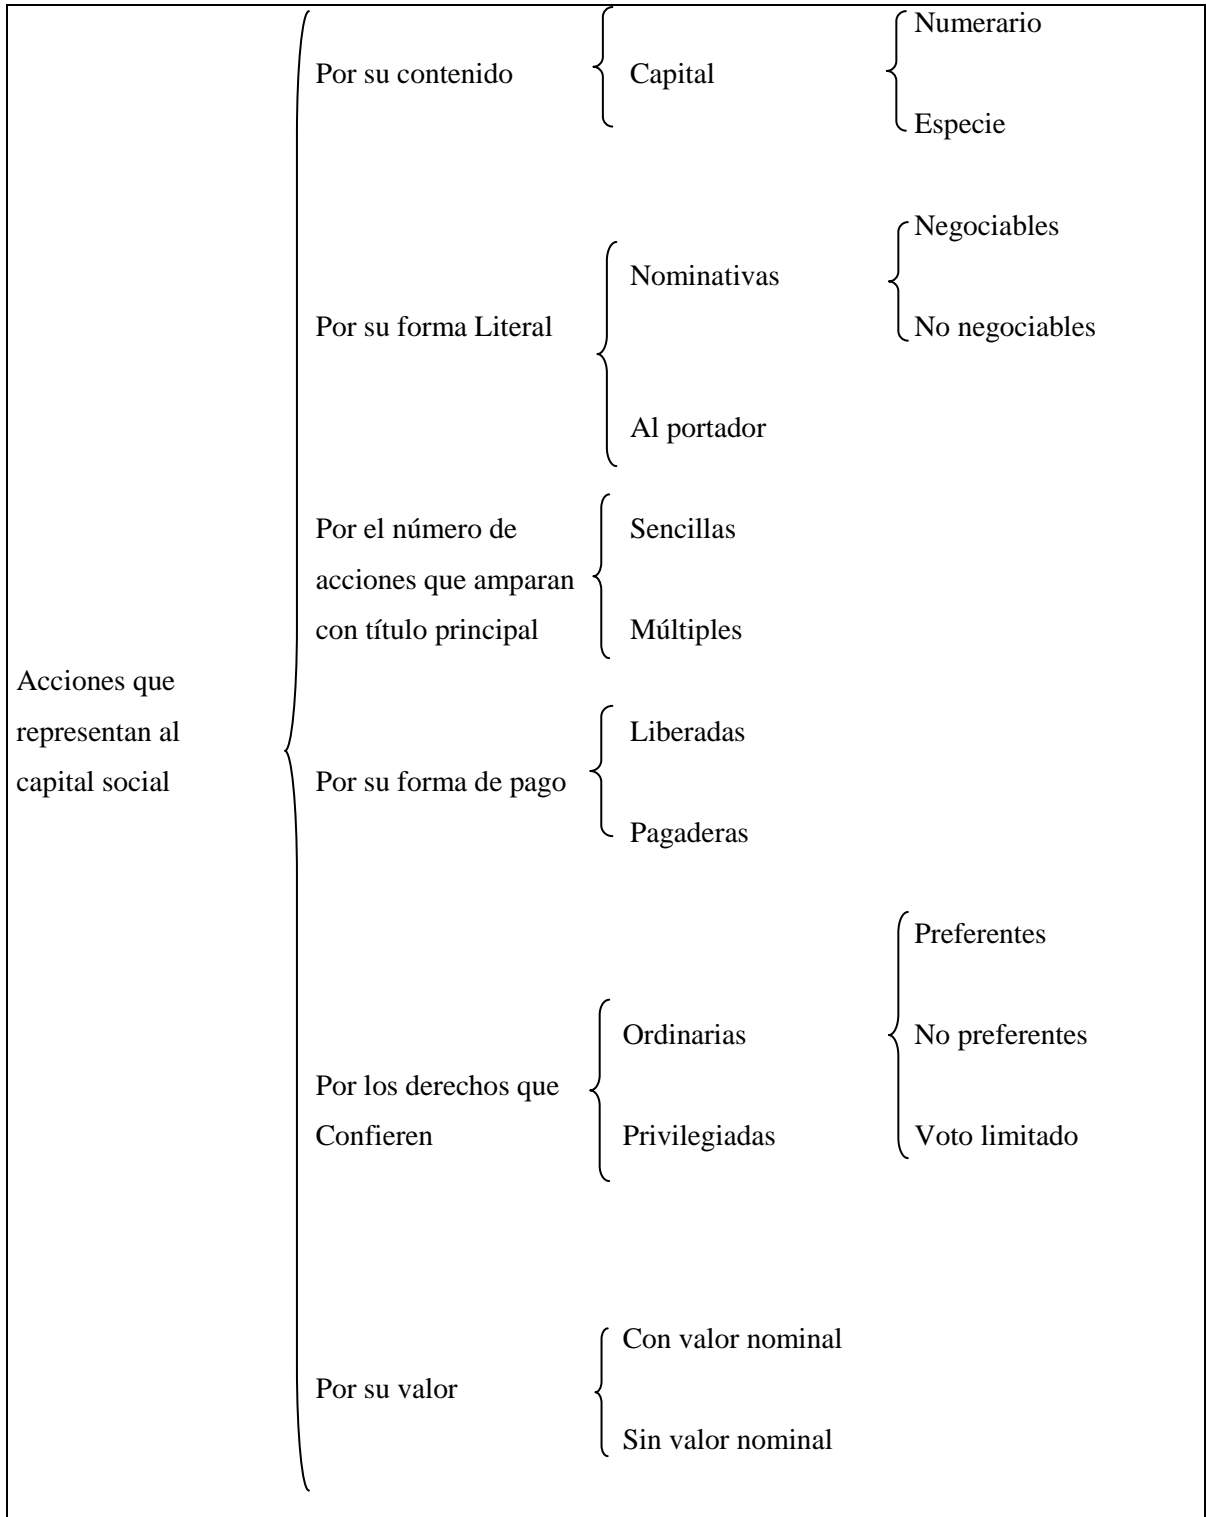 Acciones que
representan al
capital social
Por su contenido
Capital
Numerario
Especie
Por su forma Literal
Nominativas
Negociables
No negociables
Al portador
Por el número de
acciones que amparan
con título principal
Sencillas
Múltiples
Por su forma de pago
Liberadas
Pagaderas
Por los derechos que
Confieren
Ordinarias
Privilegiadas
Preferentes
No preferentes
Voto limitado
Por su valor
Con valor nominal
Sin valor nominal